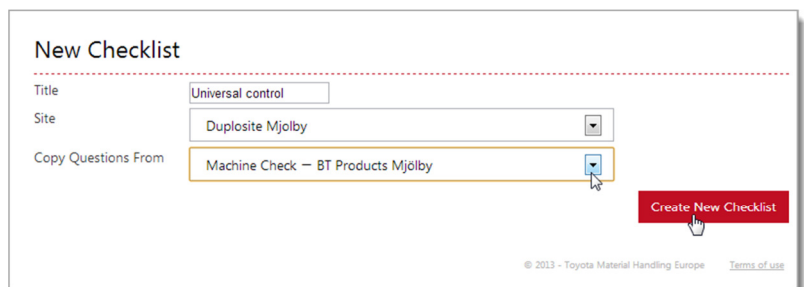 New Checklist
Title Universal control
Site Duplosite Mjolby
Copy Questions From Machine Check — BT Products Mjölby
Create New Checklist
© 2013 - Toyota Material Handling Europe Terms of use